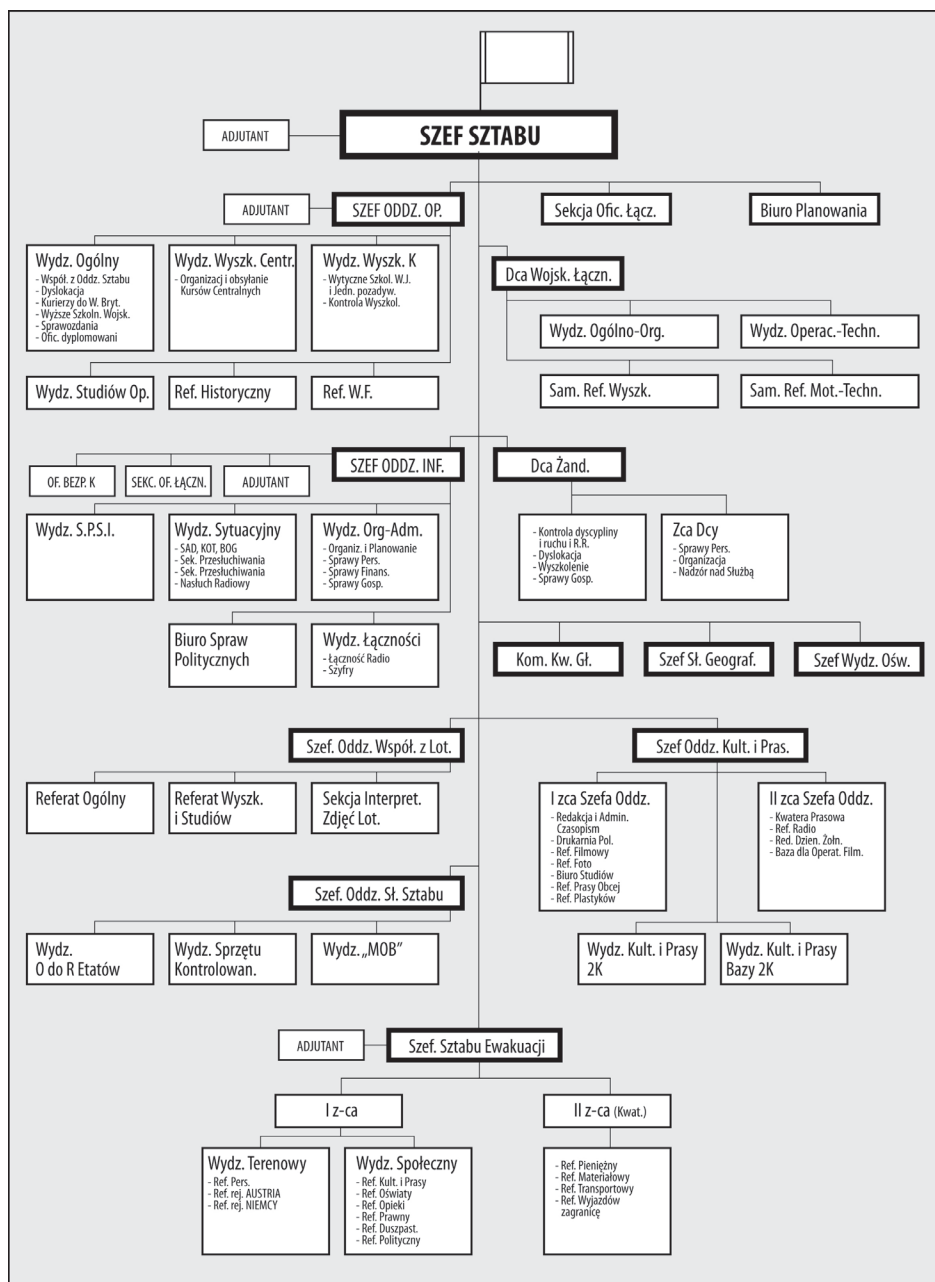 SZEF SZTABU
ADJUTANT
SZEF ODDZ. OP.
ADJUTANT
Sekcja Ofic. Łącz.
Biuro Planowania
Wydz. Ogólny
- Współ. z Oddz. Sztabu
- Dyslokacja
- Kurierzy do W. Bryt.
- Wyższe Szkoln. Wojsk.
- Sprawozdania
- Ofic. dyplomowani
Wydz. Wyszk. Centr.
- Organizacj i obsyłanie
Kursów Centralnych
Wydz. Wyszk. K
- Wytyczne Szkol. W.J.
i Jedn. pozadyw.
- Kontrola Wyszkol.
Dca Wojsk. Łączn.
Wydz. Ogólno-Org.
Wydz. Operac.-Techn.
Wydz. Studiów Op.
Ref. Historyczny
Ref. W.F.
Sam. Ref. Wyszk.
Sam. Ref. Mot.-Techn.
OF. BEZP. K
SEKC. OF. ŁĄCZN.
ADJUTANT
SZEF ODDZ. INF.
Dca Żand.
Wydz. S.P.S.I.
Wydz. Sytuacyjny
- SAD, KOT, BOG
- Sek. Przesłuchiwania
- Sek. Przesłuchiwania
- Nasłuch Radiowy
Wydz. Org-Adm.
- Organiz. i Planowanie
- Sprawy Pers.
- Sprawy Finans.
- Sprawy Gosp.
- Kontrola dyscypliny
i ruchu i R.R.
- Dyslokacja
- Wyszkolenie
- Sprawy Gosp.
Zca Dcy
- Sprawy Pers.
- Organizacja
- Nadzór nad Służbą
Biuro Spraw
Politycznych
Wydz. Łączności
- Łączność Radio
- Szyfry
Kom. Kw. Gł.
Szef Sł. Geograf.
Szef Wydz. Ośw.
Szef. Oddz. Współ. z Lot.
Szef Oddz. Kult. i Pras.
Referat Ogólny
Referat Wyszk.
i Studiów
Sekcja Interpret.
Zdjęć Lot.
I zca Szefa Oddz.
- Redakcja i Admin.
Czasopism
- Drukarnia Pol.
- Ref. Filmowy
- Ref. Foto
- Biuro Studiów
- Ref. Prasy Obcej
- Ref. Plastyków
II zca Szefa Oddz.
- Kwatera Prasowa
- Ref. Radio
- Red. Dzien. Żołn.
- Baza dla Operat. Film.
Szef. Oddz. Sł. Sztabu
Wydz.
O do R Etatów
Wydz. Sprzętu
Kontrolowan.
Wydz. „MOB”
Wydz. Kult. i Prasy
2K
Wydz. Kult. i Prasy
Bazy 2K
ADJUTANT
Szef. Sztabu Ewakuacji
I z-ca
II z-ca (Kwat.)
Wydz. Terenowy
- Ref. Pers.
- Ref. rej. AUSTRIA
- Ref. rej. NIEMCY
Wydz. Społeczny
- Ref. Kult. i Prasy
- Ref. Oświaty
- Ref. Opieki
- Ref. Prawny
- Ref. Duszpast.
- Ref. Polityczny
- Ref. Pieniężny
- Ref. Materiałowy
- Ref. Transportowy
- Ref. Wyjazdów
zagranicę